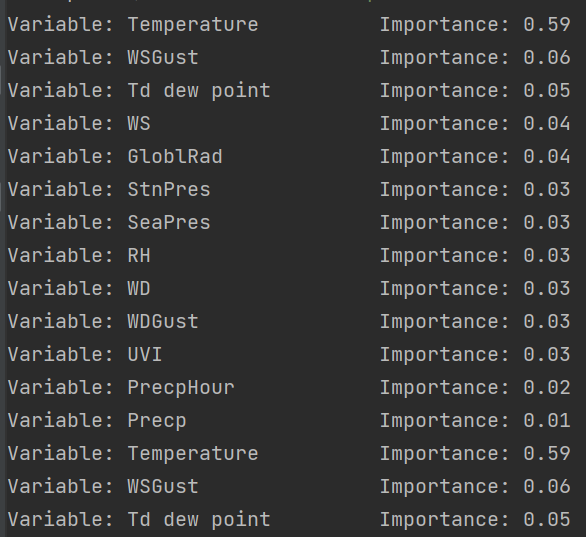 Variable: Temperature          Importance: 0.59
Variable: WSGust               Importance: 0.06
Variable: Td dew point         Importance: 0.05
Variable: WS                   Importance: 0.04
Variable: GloblRad             Importance: 0.04
Variable: StnPres              Importance: 0.03
Variable: SeaPres              Importance: 0.03
Variable: RH                   Importance: 0.03
Variable: WD                   Importance: 0.03
Variable: WDGust               Importance: 0.03
Variable: UVI                  Importance: 0.03
Variable: PrecpHour            Importance: 0.02
Variable: Precp                Importance: 0.01
Variable: Temperature          Importance: 0.59
Variable: WSGust               Importance: 0.06
Variable: Td dew point         Importance: 0.05